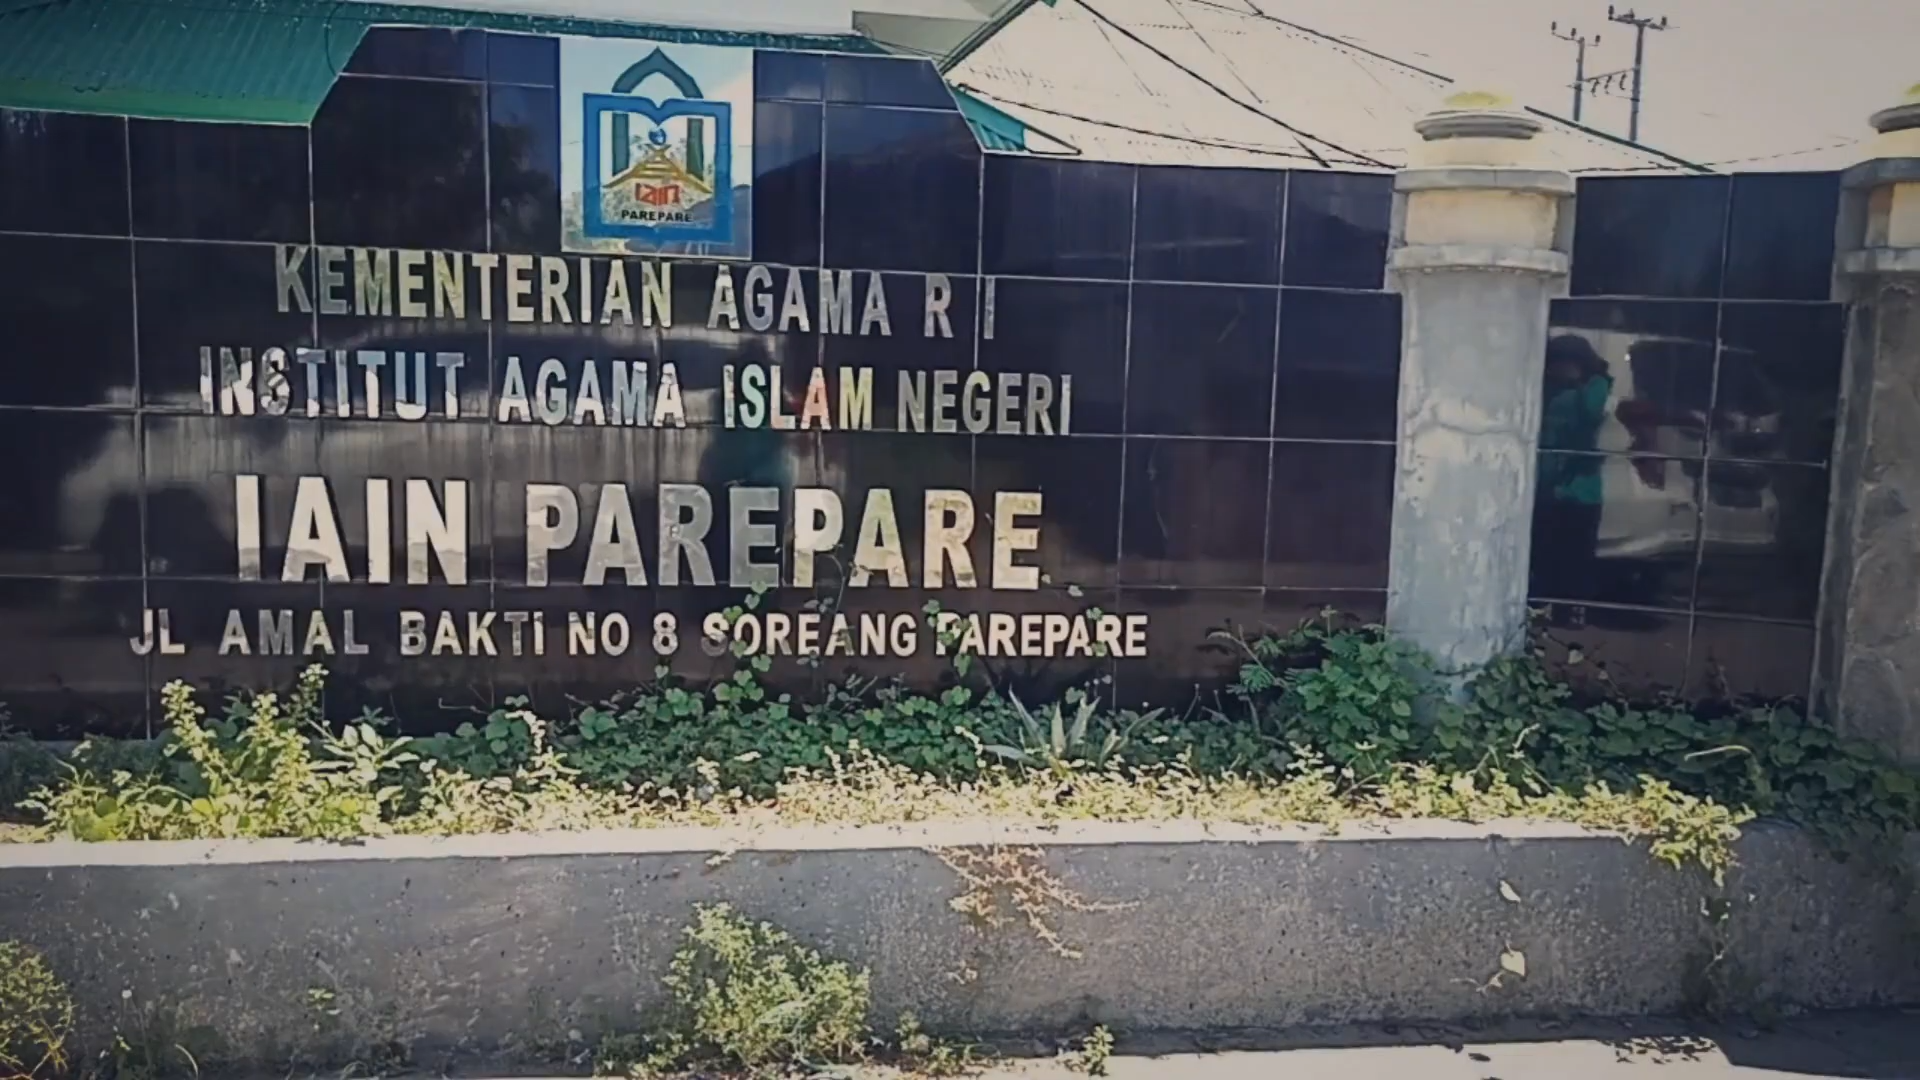 iain
PAREPARE
KEMENTERIAN AGAMA R I
INSTITUT AGAMA ISLAM NEGERI
IAIN PAREPARE
JL AMAL BAKTI NO 8 SOREANG PAREPARE